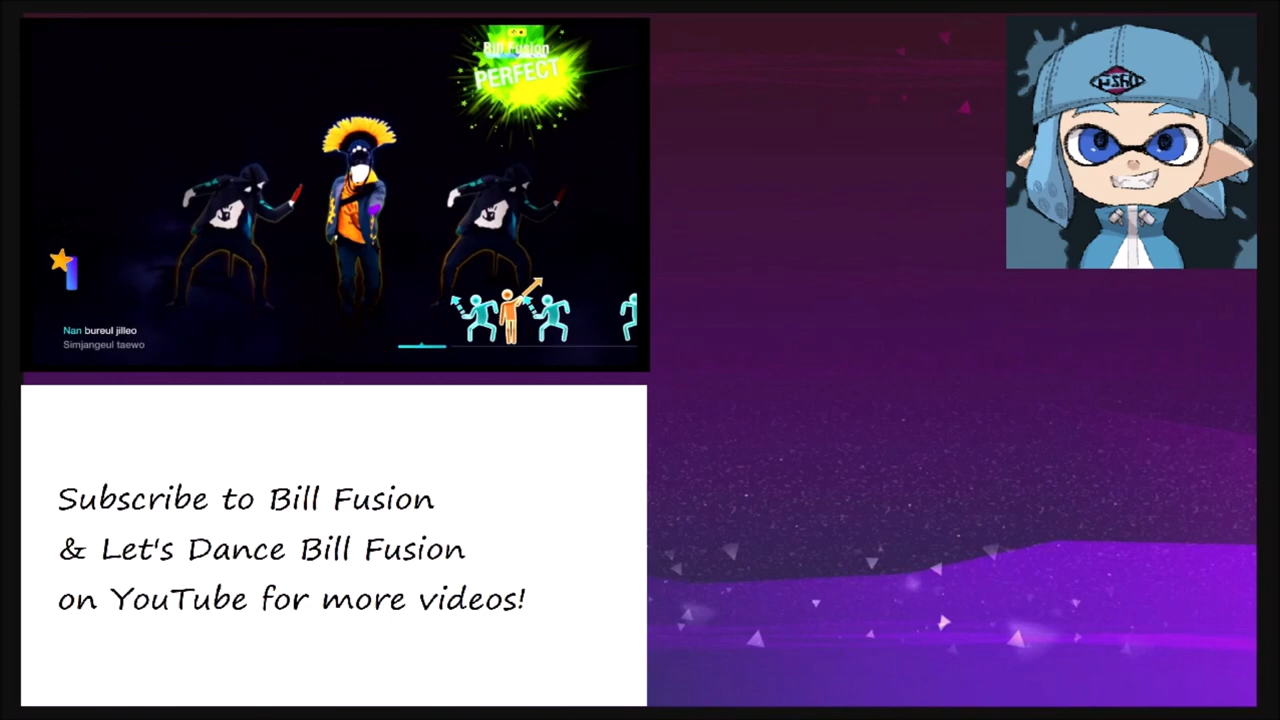 Bill Fusion
PERFECT
Nan bureul jilleo
Simjangeul taewo
Subscribe to Bill Fusion
& Let's Dance Bill Fusion
on YouTube for more videos!